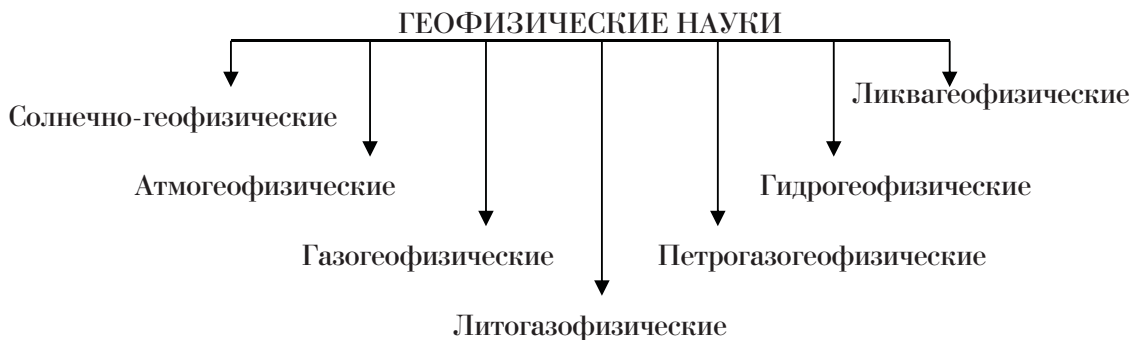 ГЕОФИЗИЧЕСКИЕ НАУКИ
Ликвагеофизические
Солнечно-геофизические
Атмогеофизические
Гидрогеофизические
Газогеофизические
Петрогазогеофизические
Литогазофизические